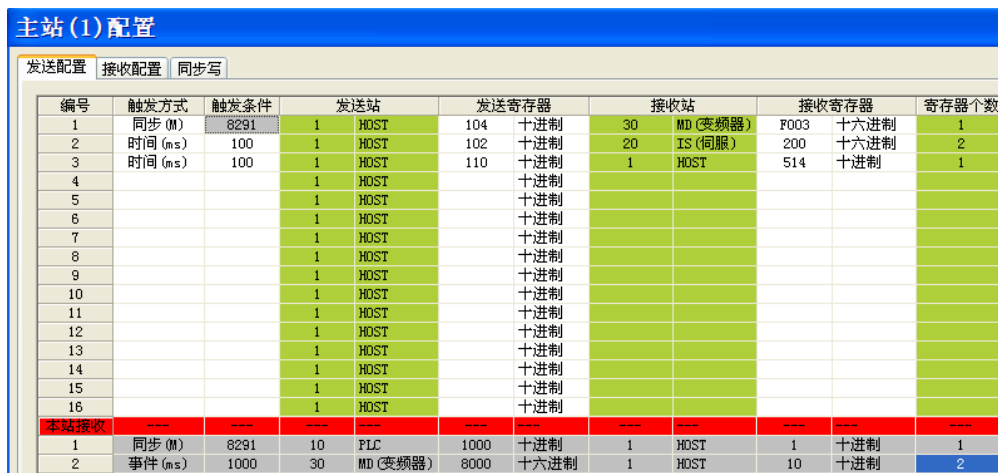 主站(1)配置
发送配置 接收配置 同步写
编号 触发方式 触发条件 发送站 发送寄存器 接收站 接收寄存器 寄存器个数
1 同步(M) 8291 1 HOST 104 十进制 30 MD(变频器) F003 十六进制 1
2 时间(ms) 100 1 HOST 102 十进制 20 IS(伺服) 200 十六进制 2
3 时间(ms) 100 1 HOST 110 十进制 1 HOST 514 十进制 1
4 1 HOST 十进制
5 1 HOST 十进制
6 1 HOST 十进制
7 1 HOST 十进制
8 1 HOST 十进制
9 1 HOST 十进制
10 1 HOST 十进制
11 1 HOST 十进制
12 1 HOST 十进制
13 1 HOST 十进制
14 1 HOST 十进制
15 1 HOST 十进制
16 1 HOST 十进制
本站接收 --- --- --- --- --- --- --- --- --- --- ---
1 同步(M) 8291 10 PLC 1000 十进制 1 HOST 1 十进制 1
2 事件(ms) 1000 30 MD(变频器) 8000 十六进制 1 HOST 10 十进制 2